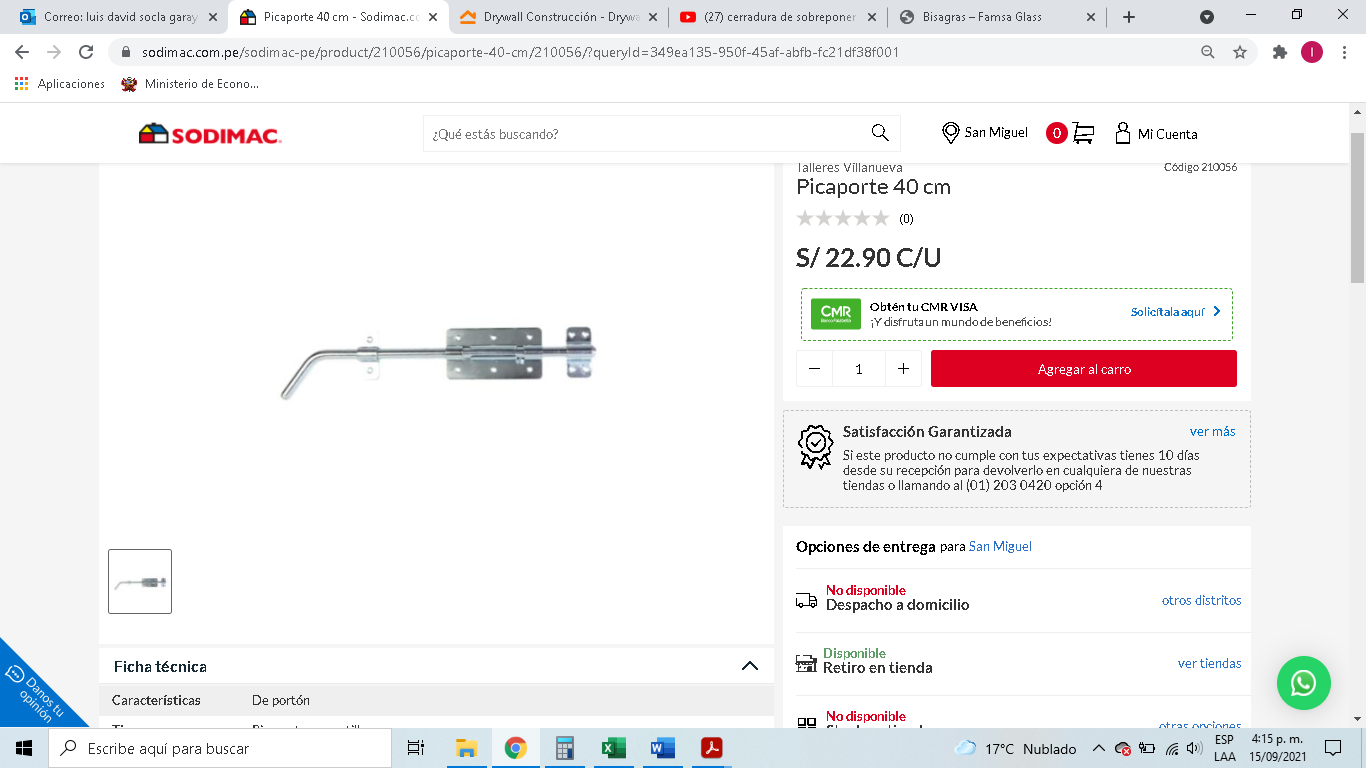 Correo: luis david socla garay
Picaporte 40 cm - Sodimac.cc
Drywall Construcción - Drywa
(27) cerradura de sobreponer
Bisagras – Famsa Glass
sodimac.com.pe/sodimac-pe/product/210056/picaporte-40-cm/210056/?queryId=349ea135-950f-45af-abfb-fc21df38f001
I
Aplicaciones
Ministerio de Econo...
SODIMAC
¿Qué estás buscando?
San Miguel
0
Mi Cuenta
Talleres Villanueva
Código 210056
Picaporte 40 cm
(0)
S/ 22.90 C/U
CMR
Obtén tu CMR VISA
¡Y disfruta un mundo de beneficios!
Solicítala aquí
1
Agregar al carro
Satisfacción Garantizada
ver más
Si este producto no cumple con tus expectativas tienes 10 días
desde su recepción para devolverlo en cualquiera de nuestras
tiendas o llamando al (01) 203 0420 opción 4
Opciones de entrega para San Miguel
No disponible
Despacho a domicilio
otros distritos
Disponible
Retiro en tienda
ver tiendas
No disponible
otras opciones
Ficha técnica
Características
De portón
Danos tu
opinión
Escribe aquí para buscar
17°C Nublado
ESP
LAA
4:15 p. m.
15/09/2021